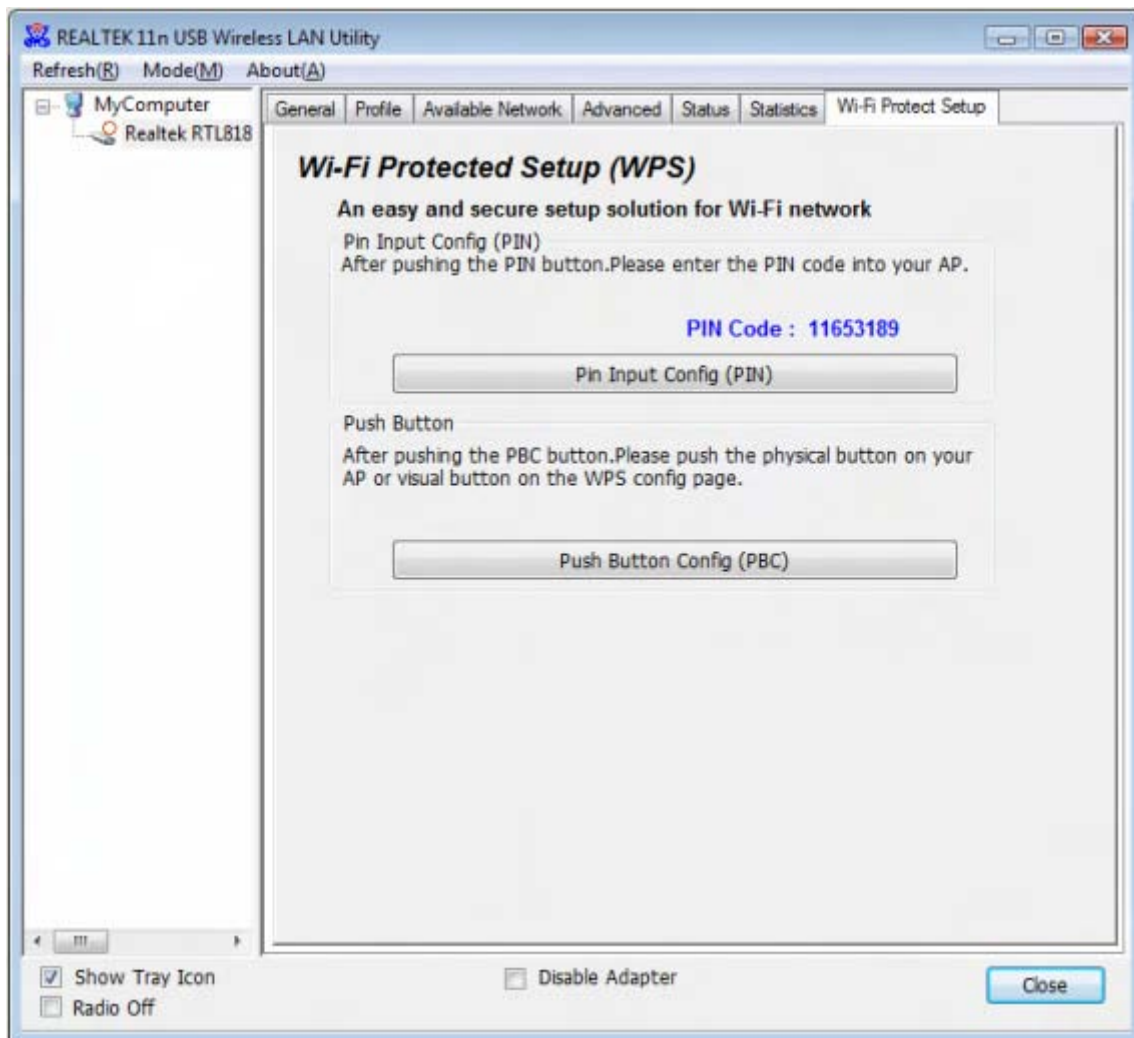 REALTEK 11n USB Wireless LAN Utility
Refresh(R) Mode(M) About(A)
MyComputer
Realtek RTL818
General Profile Available Network Advanced Status Statistics Wi-Fi Protect Setup
Wi-Fi Protected Setup (WPS)
An easy and secure setup solution for Wi-Fi network
Pin Input Config (PIN)
After pushing the PIN button.Please enter the PIN code into your AP.
PIN Code : 11653189
Pin Input Config (PIN)
Push Button
After pushing the PBC button.Please push the physical button on your
AP or visual button on the WPS config page.
Push Button Config (PBC)
Show Tray Icon
Radio Off
Disable Adapter
Close